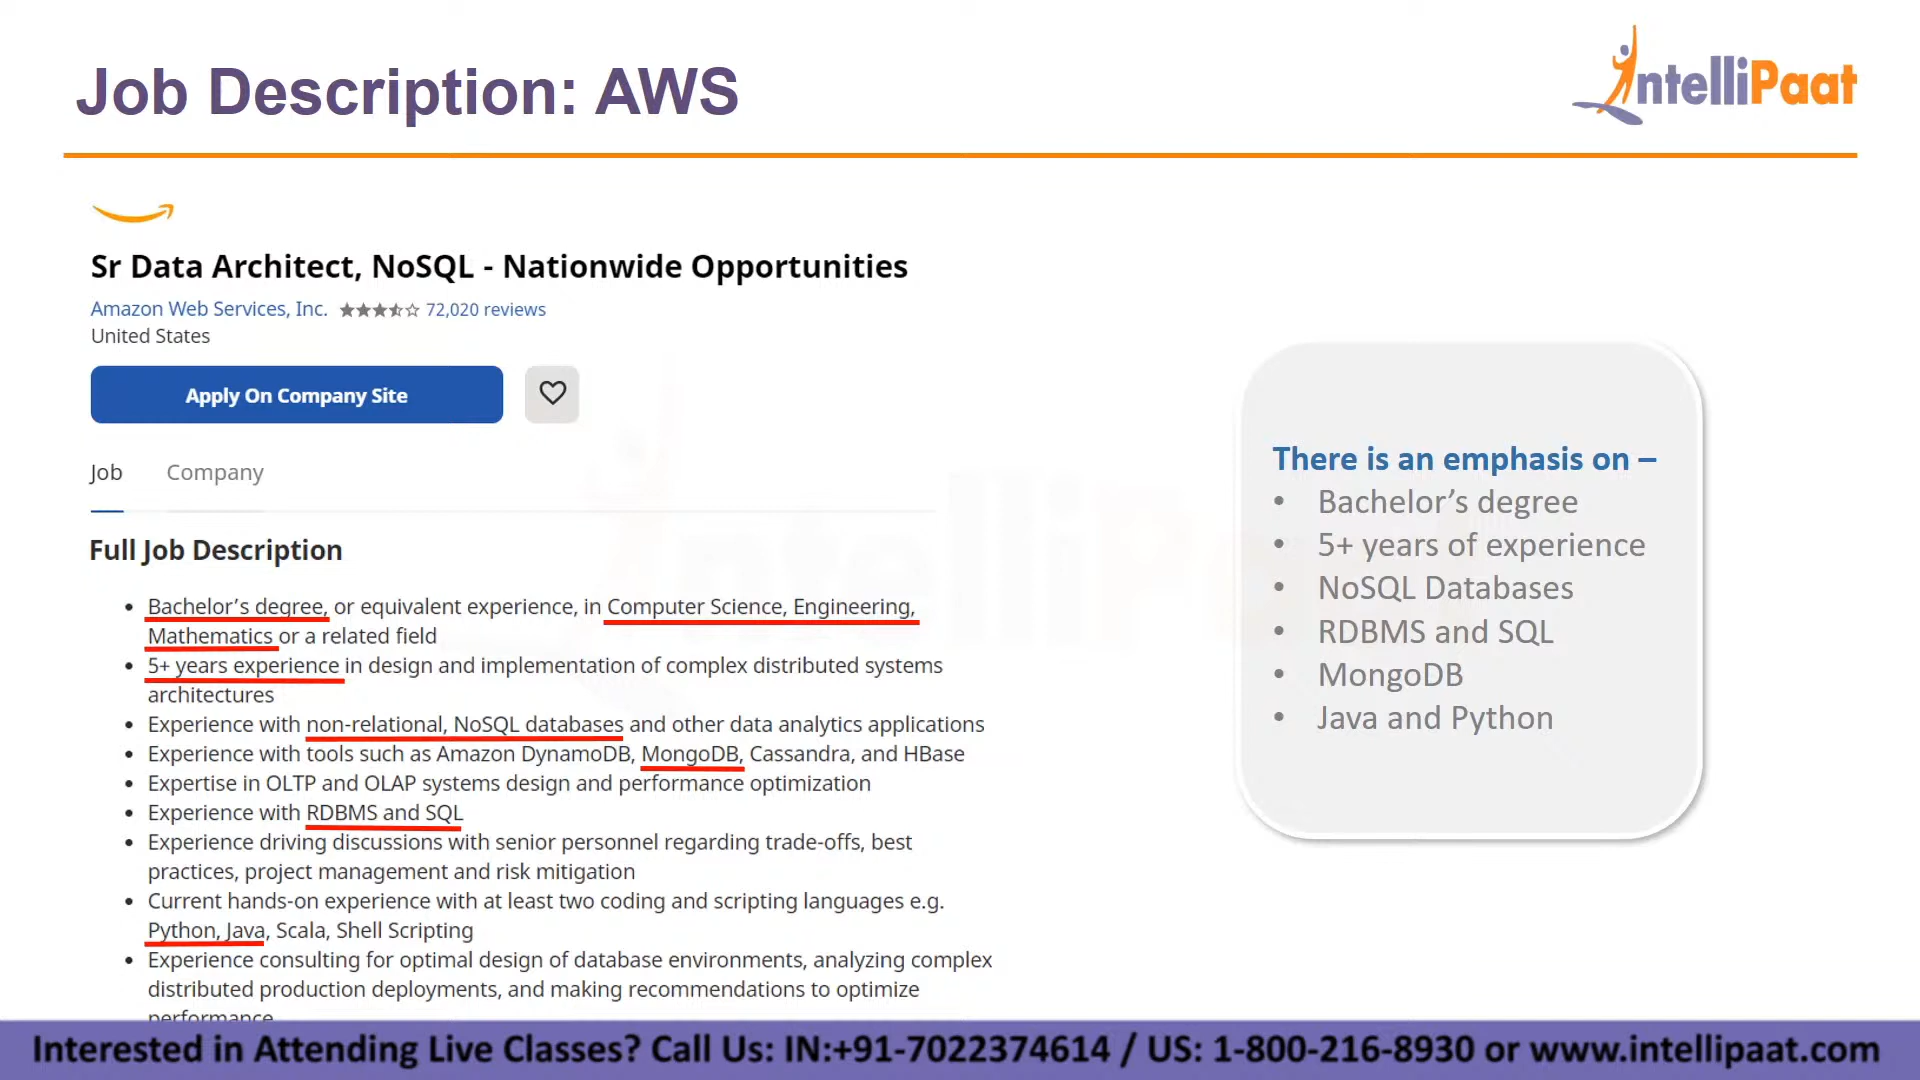 Job Description: AWS
IntelliPaat
Sr Data Architect, NoSQL - Nationwide Opportunities
Amazon Web Services, Inc. ★★★★☆ 72,020 reviews
United States
Apply On Company Site
Job Company
Full Job Description
• Bachelor’s degree, or equivalent experience, in Computer Science, Engineering,
Mathematics or a related field
• 5+ years experience in design and implementation of complex distributed systems
architectures
• Experience with non-relational, NoSQL databases and other data analytics applications
• Experience with tools such as Amazon DynamoDB, MongoDB, Cassandra, and HBase
• Expertise in OLTP and OLAP systems design and performance optimization
• Experience with RDBMS and SQL
• Experience driving discussions with senior personnel regarding trade-offs, best
practices, project management and risk mitigation
• Current hands-on experience with at least two coding and scripting languages e.g.
Python, Java, Scala, Shell Scripting
• Experience consulting for optimal design of database environments, analyzing complex
distributed production deployments, and making recommendations to optimize
performance
There is an emphasis on –
• Bachelor’s degree
• 5+ years of experience
• NoSQL Databases
• RDBMS and SQL
• MongoDB
• Java and Python
Interested in Attending Live Classes? Call Us: IN:+91-7022374614 / US: 1-800-216-8930 or www.intellipaat.com